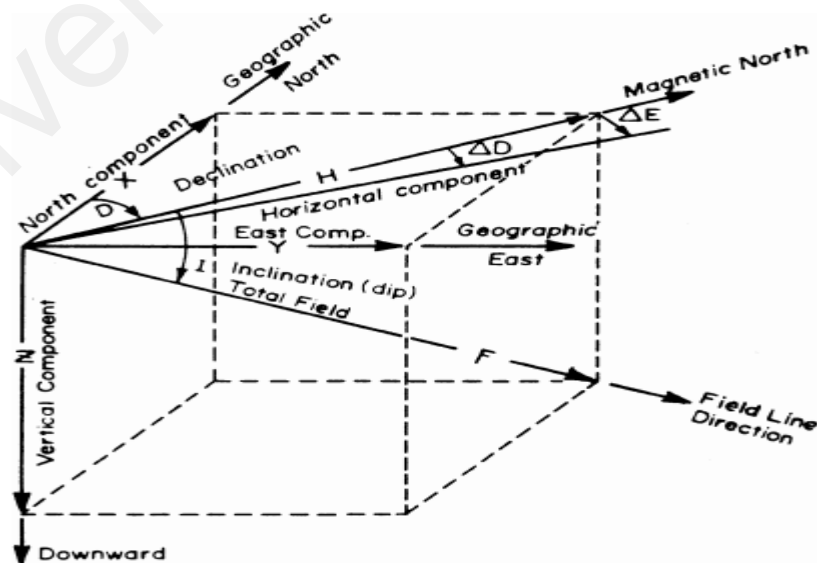 Geographic
North
Magnetic North
ΔE
North component
X
Declination
D
H
ΔD
Horizontal component
East Comp.
Y
Geographic
East
I
Inclination (dip)
Total Field
F
Z
Vertical Component
Field Line
Direction
Downward
ver